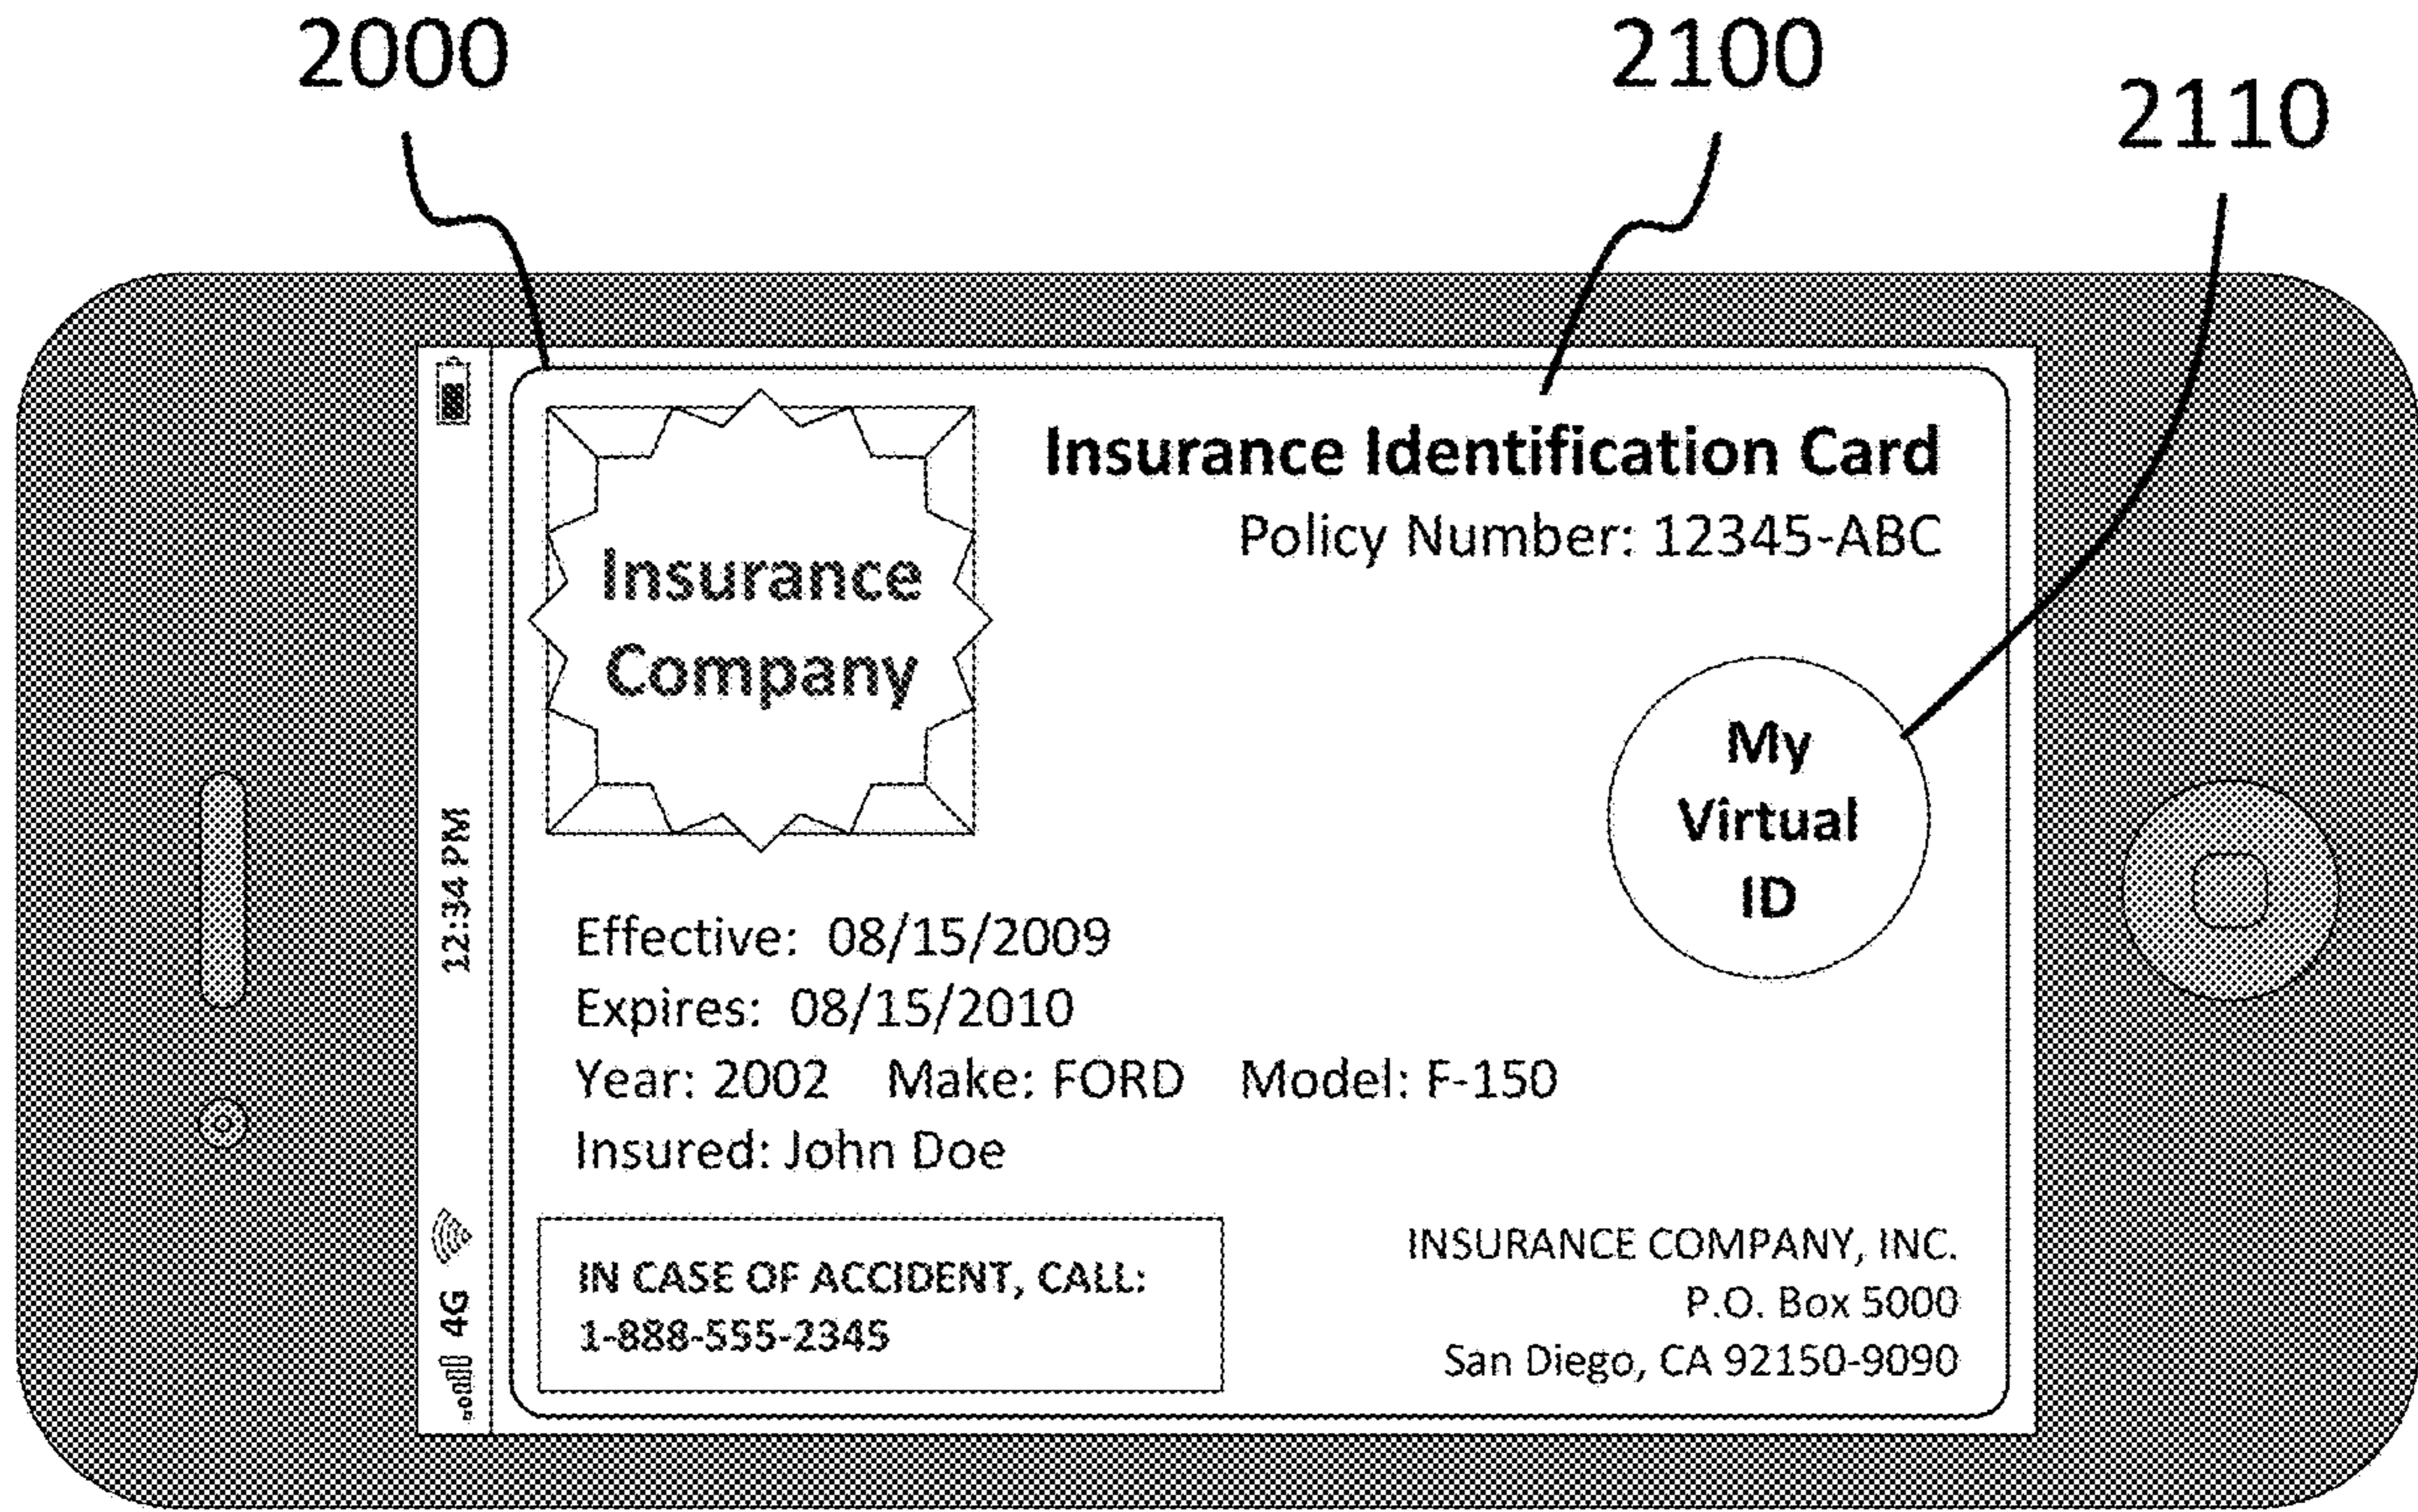 2000
2100
2110
12:34 PM
4G
Insurance
Company
Insurance Identification Card
Policy Number: 12345-ABC
My
Virtual
ID
Effective: 08/15/2009
Expires: 08/15/2010
Year: 2002 Make: FORD Model: F-150
Insured: John Doe
IN CASE OF ACCIDENT, CALL:
1-888-555-2345
INSURANCE COMPANY, INC.
P.O. Box 5000
San Diego, CA 92150-9090